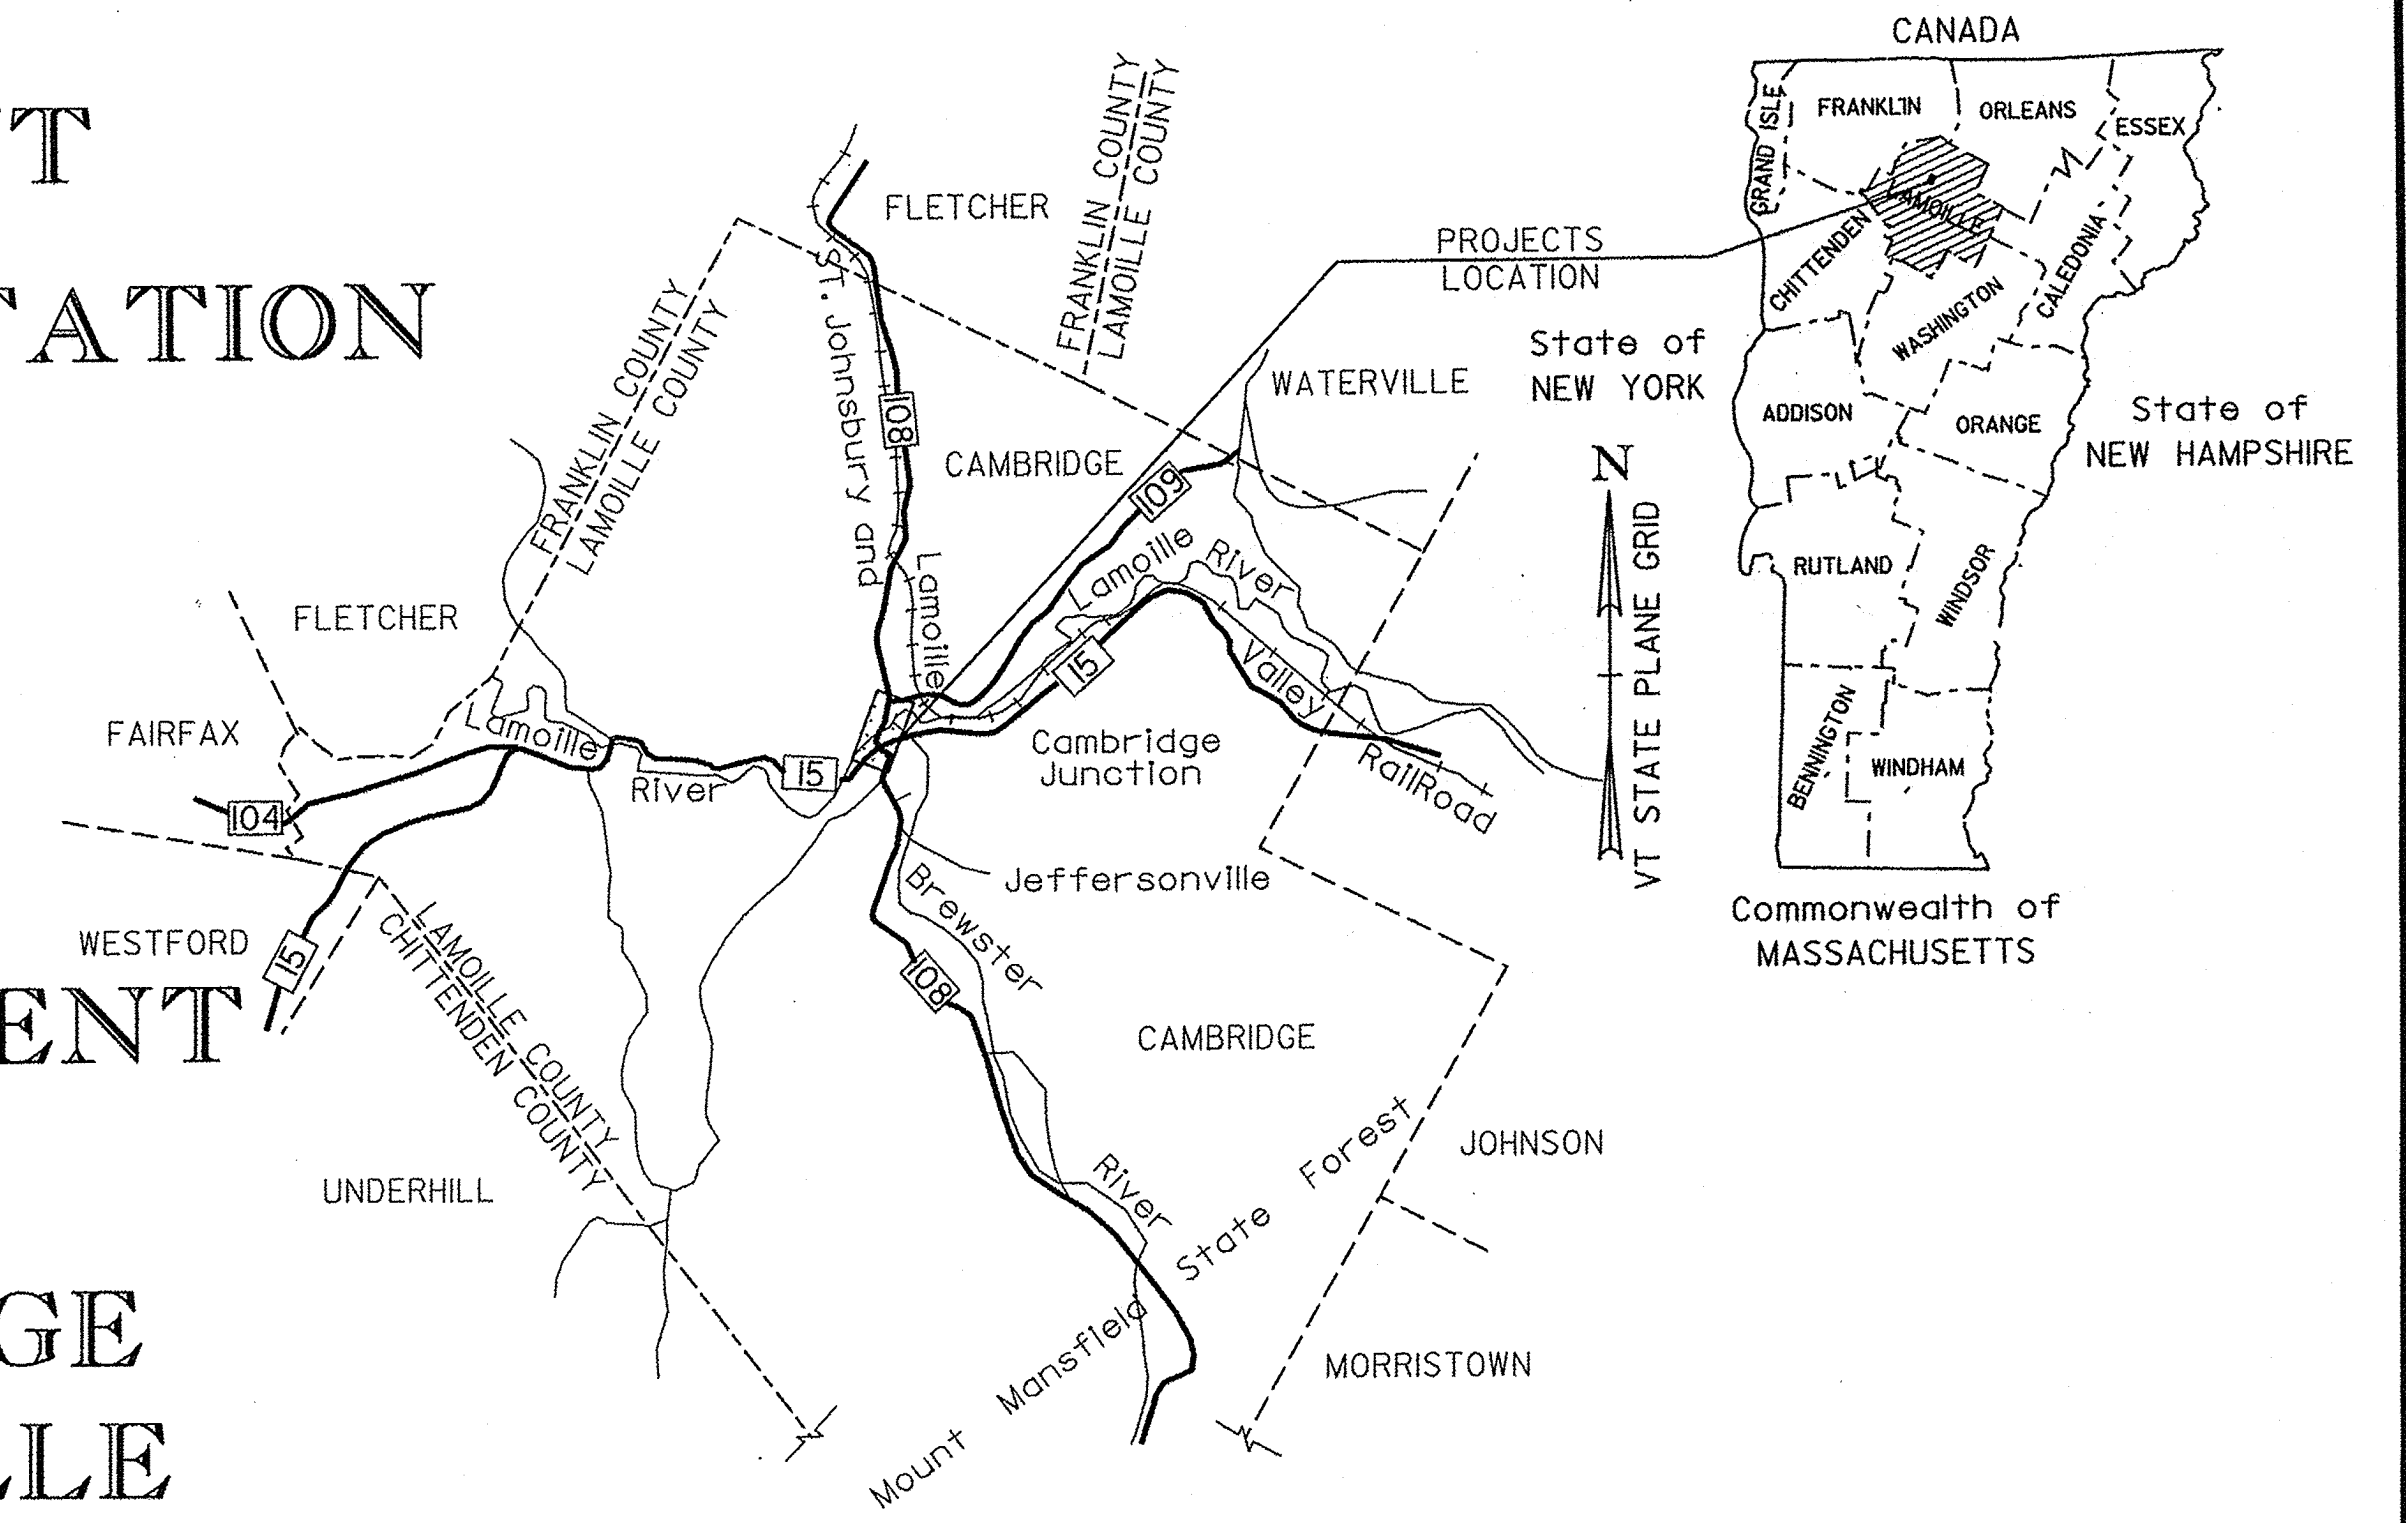 T
TATION
ENT
GE
LLE
FLETCHER
FRANKLIN COUNTY
LAMOILLE COUNTY
FRANKLIN COUNTY
LAMOILLE COUNTY
St. Johnsbury and
Lamoille
108
CAMBRIDGE
WATERVILLE
109
Lamoille River
PROJECTS
LOCATION
FLETCHER
FAIRFAX
Lamoille
River
15
15
Valley
RailRoad
Cambridge
Junction
104
WESTFORD
15
LAMOILLE COUNTY
CHITTENDEN COUNTY
Jeffersonville
Brewster
River
108
CAMBRIDGE
UNDERHILL
JOHNSON
MORRISTOWN
Mount Mansfield State Forest
N
VT STATE PLANE GRID
CANADA
GRAND ISLE
FRANKLIN
ORLEANS
ESSEX
LAMOILLE
CHITTENDEN
WASHINGTON
CALEDONIA
ADDISON
ORANGE
RUTLAND
WINDSOR
BENNINGTON
WINDHAM
State of
NEW YORK
State of
NEW HAMPSHIRE
Commonwealth of
MASSACHUSETTS